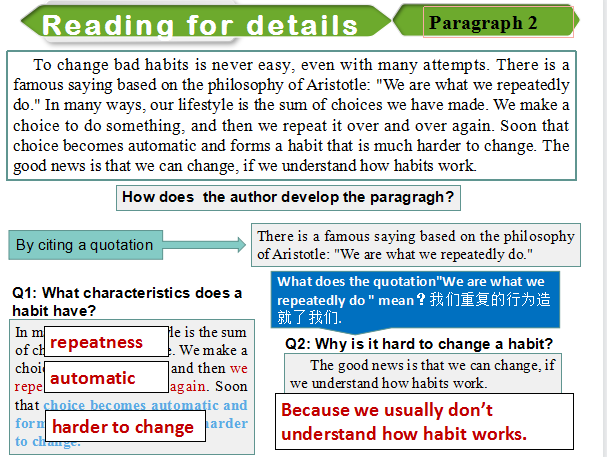 Reading for details
Paragraph 2
To change bad habits is never easy, even with many attempts. There is a
famous saying based on the philosophy of Aristotle: "We are what we repeatedly
do." In many ways, our lifestyle is the sum of choices we have made. We make a
choice to do something, and then we repeat it over and over again. Soon that
choice becomes automatic and forms a habit that is much harder to change. The
good news is that we can change, if we understand how habits work.
How does the author develop the paragragh?
By citing a quotation
There is a famous saying based on the philosophy
of Aristotle: "We are what we repeatedly do."
What does the quotation"We are what we
repeatedly do " mean？我们重复的行为造
就了我们.
Q1: What characteristics does a
habit have?
In m
de is the sum
of ch
e. We make a
choi
and then we
repe
again. Soon
that choice becomes automatic and
form
harder
to change.
repeatness
automatic
harder to change
Q2: Why is it hard to change a habit?
The good news is that we can change, if
we understand how habits work.
Because we usually don’t
understand how habit works.